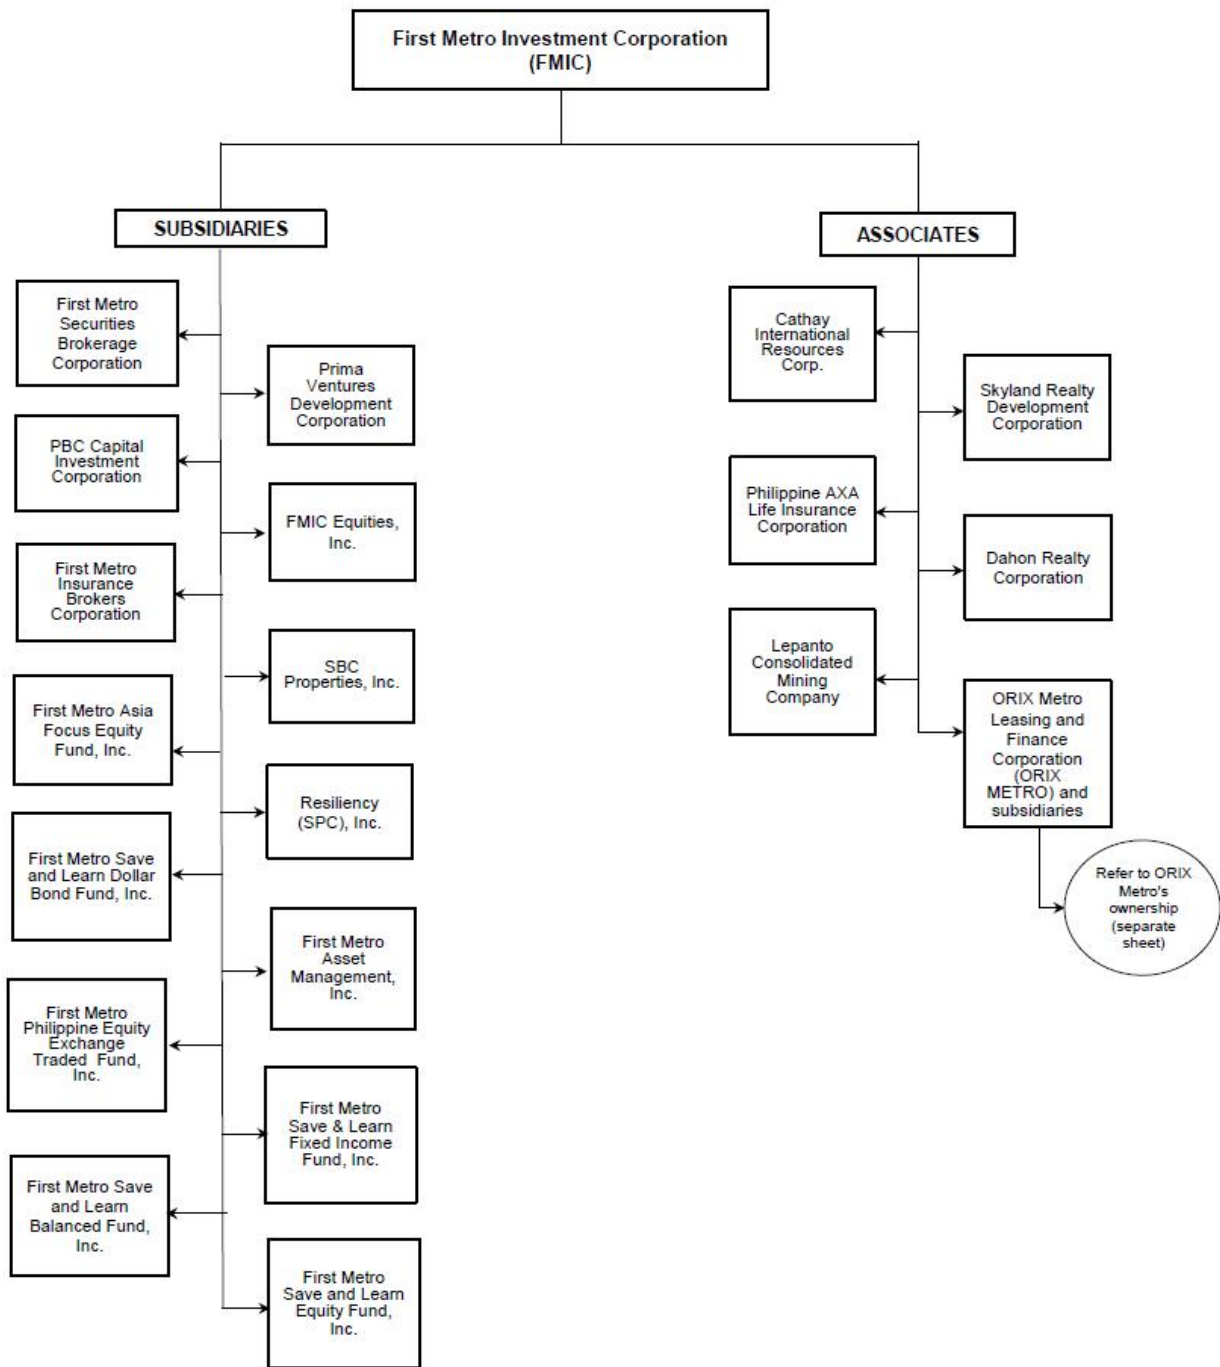 First Metro Investment Corporation
(FMIC)
SUBSIDIARIES
First Metro
Securities
Brokerage
Corporation
Prima
Ventures
Development
Corporation
PBC Capital
Investment
Corporation
FMIC Equities,
Inc.
First Metro
Insurance
Brokers
Corporation
SBC
Properties, Inc.
First Metro Asia
Focus Equity
Fund, Inc.
Resiliency
(SPC), Inc.
First Metro Save
and Learn Dollar
Bond Fund, Inc.
First Metro
Asset
Management,
Inc.
First Metro
Philippine Equity
Exchange
Traded Fund,
Inc.
First Metro
Save & Learn
Fixed Income
Fund, Inc.
First Metro Save
and Learn
Balanced Fund,
Inc.
First Metro
Save and Learn
Equity Fund,
Inc.
ASSOCIATES
Cathay
International
Resources
Corp.
Skyland Realty
Development
Corporation
Philippine AXA
Life Insurance
Corporation
Dahon Realty
Corporation
Lepanto
Consolidated
Mining
Company
ORIX Metro
Leasing and
Finance
Corporation
(ORIX
METRO) and
subsidiaries
Refer to ORIX
Metro's
ownership
(separate
sheet)